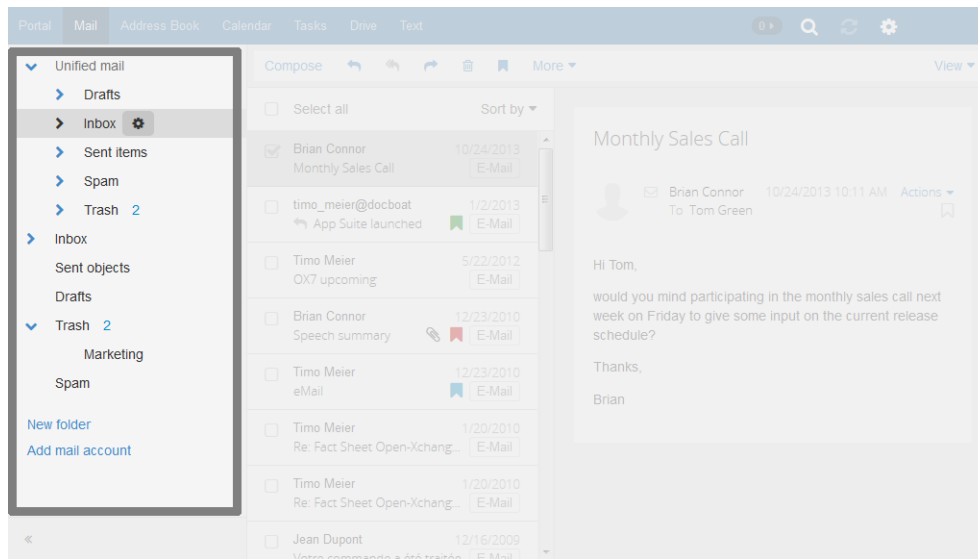 Portal Mail Address Book Calendar Tasks Drive Text 0
Unified mail
Drafts
Inbox
Sent items
Spam
Trash 2
Inbox
Sent objects
Drafts
Trash 2
Marketing
Spam
New folder
Add mail account
Compose More View
Select all Sort by
Brian Connor 10/24/2013
Monthly Sales Call E-Mail
timo_meier@docboat 1/2/2013
App Suite launched E-Mail
Timo Meier 5/22/2012
OX7 upcoming E-Mail
Brian Connor 12/23/2010
Speech summary E-Mail
Timo Meier 12/23/2010
eMail E-Mail
Timo Meier 1/20/2010
Re: Fact Sheet Open-Xchang... E-Mail
Timo Meier 1/20/2010
Re: Fact Sheet Open-Xchang... E-Mail
Jean Dupont 12/16/2009
Votre commande a été traitée E-Mail
Monthly Sales Call
Brian Connor 10/24/2013 10:11 AM Actions
To Tom Green
Hi Tom,
would you mind participating in the monthly sales call next
week on Friday to give some input on the current release
schedule?
Thanks,
Brian